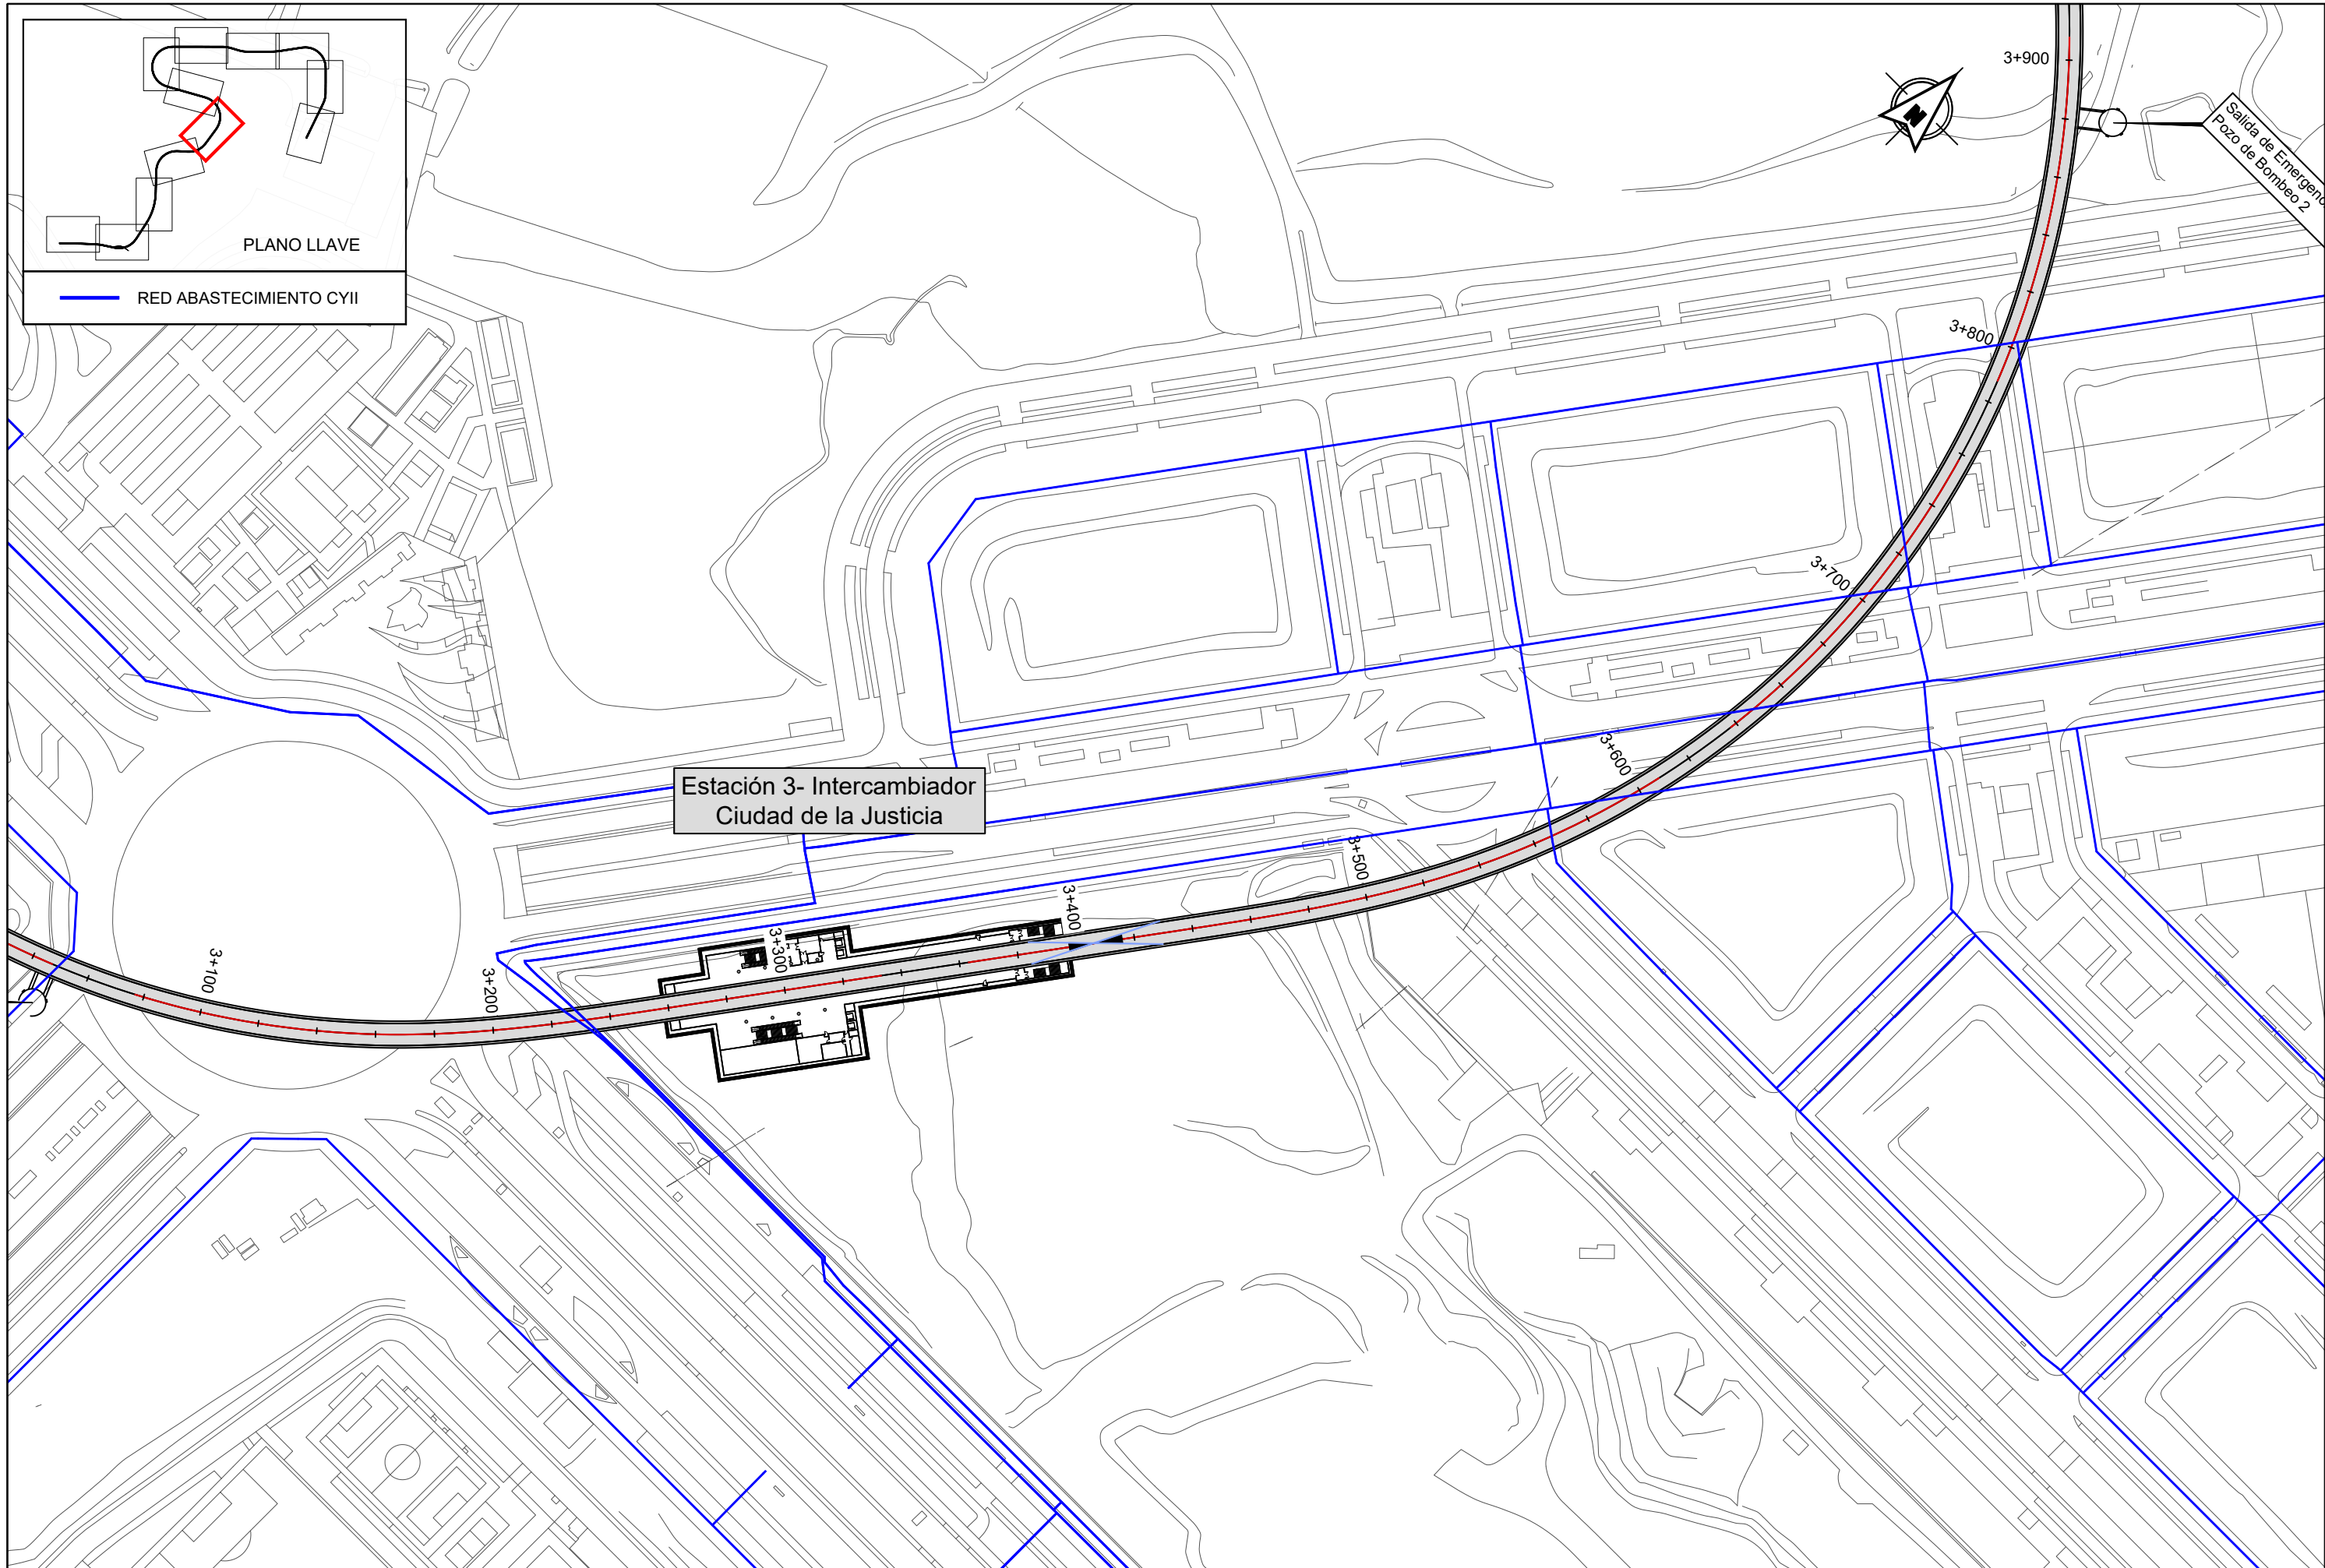 PLANO LLAVE
RED ABASTECIMIENTO CYII
3+900
N
Salida de
Pozo de Bombeo 2
3+800
3+700
3+600
Estación 3- Intercambiador
Ciudad de la Justicia
3+500
3+400
3+300
3+200
3+100